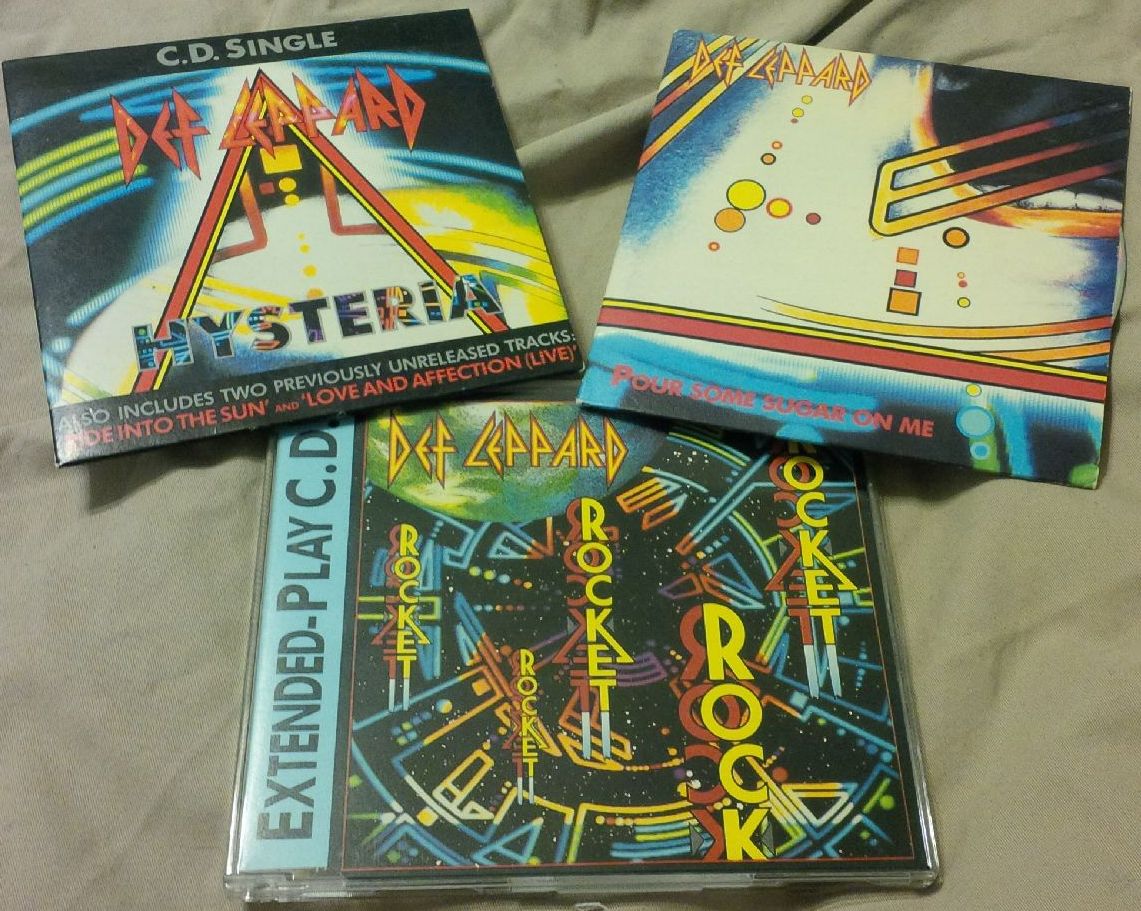 C.D. SINGLE
DEF LEPPARD
HYSTERIA
ALSO INCLUDES TWO PREVIOUSLY UNRELEASED TRACKS:
'RIDE INTO THE SUN' AND 'LOVE AND AFFECTION (LIVE)'
DEF LEPPARD
POUR SOME SUGAR ON ME
EXTENDED-PLAY C.D.
DEF LEPPARD
ROCKET
ROCKET
ROCKET
ROCKET
ROCK